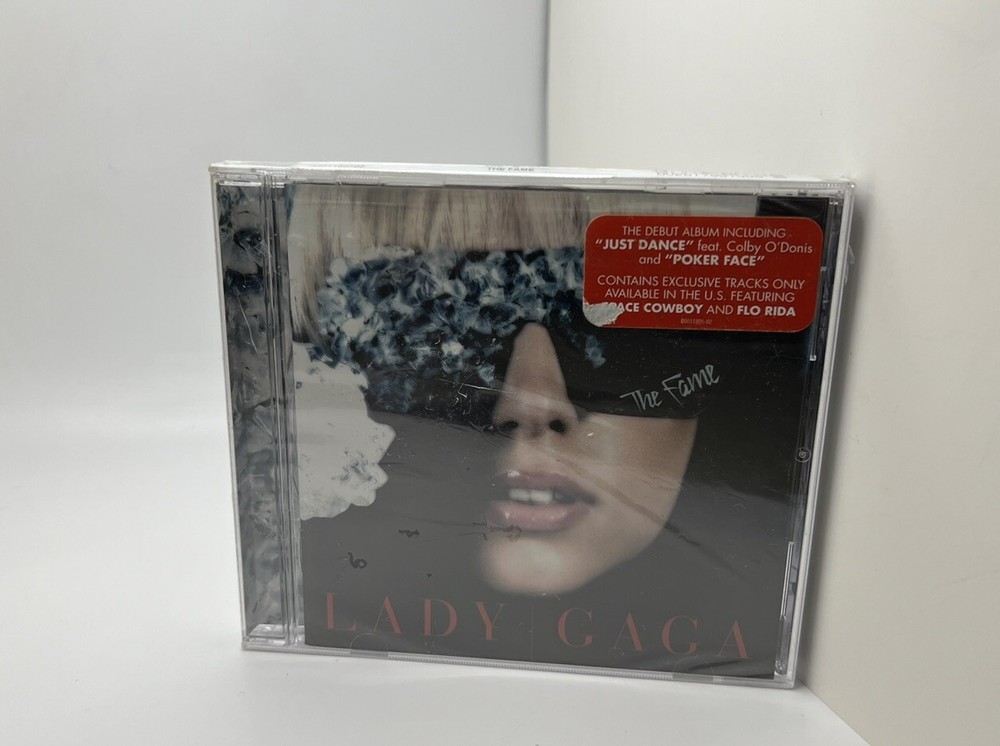 THE FAME
THE DEBUT ALBUM INCLUDING
"JUST DANCE" feat. Colby O'Donis
and "POKER FACE"
CONTAINS EXCLUSIVE TRACKS ONLY
AVAILABLE IN THE U.S. FEATURING
ACE COWBOY AND FLO RIDA
The Fame
LADY GAGA